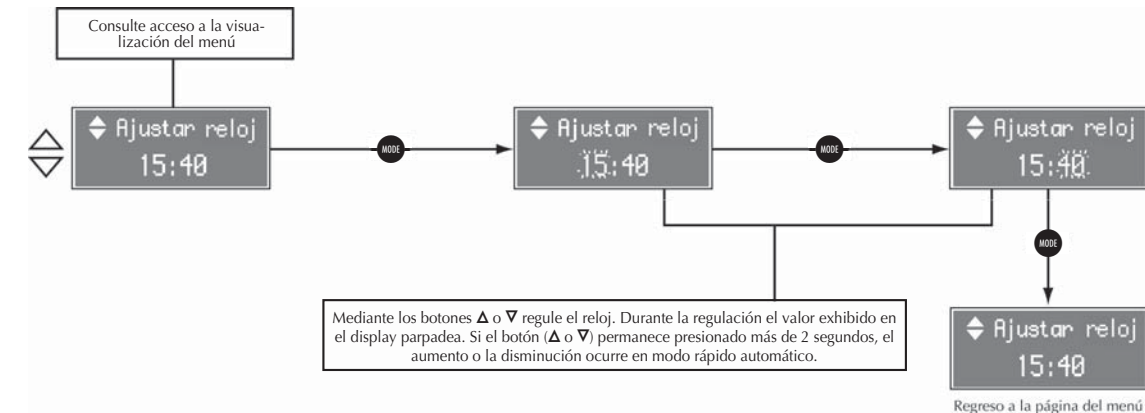 Consulte acceso a la visua-
lización del menú
Ajustar reloj
15:40
MODE
Ajustar reloj
15:40
MODE
Ajustar reloj
15:40
MODE
Mediante los botones Δ o ∇ regule el reloj. Durante la regulación el valor exhibido en
el display parpadea. Si el botón (Δ o ∇) permanece presionado más de 2 segundos, el
aumento o la disminución ocurre en modo rápido automático.
Ajustar reloj
15:40
Regreso a la página del menú